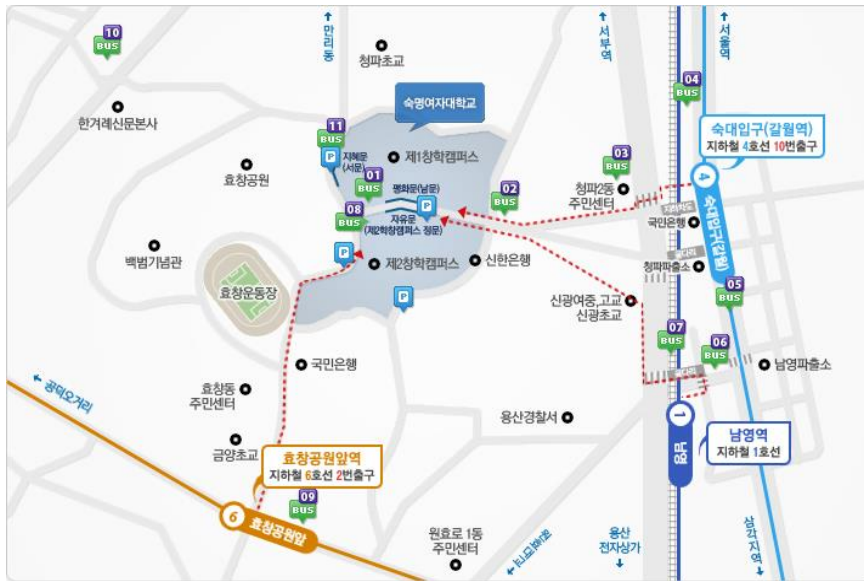 10
BUS
만리동
청파초교
서부역
서울역
04
BUS
숙명여자대학교
한겨레신문본사
11
BUS
숙대입구(갈월역)
지하철 4호선 10번출구
P
지혜문
(서문)
제1창학캠퍼스
03
BUS
효창공원
01
BUS
평화문(남문)
02
BUS
청파2동
주민센터
4
숙대입구(갈월)
08
BUS
P
자유문
(제2창학캠퍼스 정문)
지하차도
국민은행
백범기념관
P
제2창학캠퍼스
신한은행
굴다리
청파파출소
효창운동장
P
신광여중,고교
신광초교
05
BUS
07
BUS
06
BUS
국민은행
굴다리
남영파출소
공덕오거리
효창동
주민센터
용산경찰서
1
남영
남영역
지하철 1호선
금양초교
효창공원앞역
지하철 6호선 2번출구
09
BUS
6
효창공원앞
원효로 1동
주민센터
용산
전자상가
삼각지역